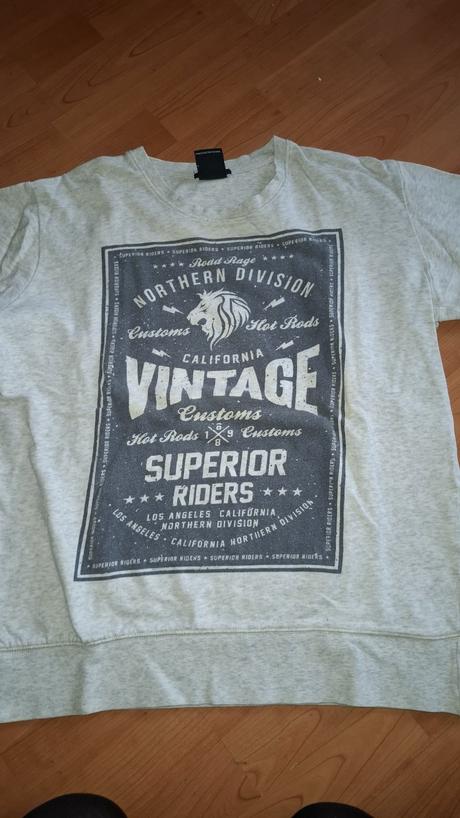 SUPERIOR RIDERS * SUPERIOR RIDERS * SUPERIOR RIDERS * SUPERIOR RIDERS
Road Rage
NORTHERN DIVISION
Customs Hot Rods
CALIFORNIA
VINTAGE
Customs
Hot Rods 1 8 9 8 Customs
SUPERIOR
RIDERS
LOS ANGELES CALIFORNIA
NORTHERN DIVISION
LOS ANGELES - CALIFORNIA NORTHERN DIVISION
SUPERIOR RIDERS * SUPERIOR RIDERS * SUPERIOR RIDERS * SUPERIOR RIDERS